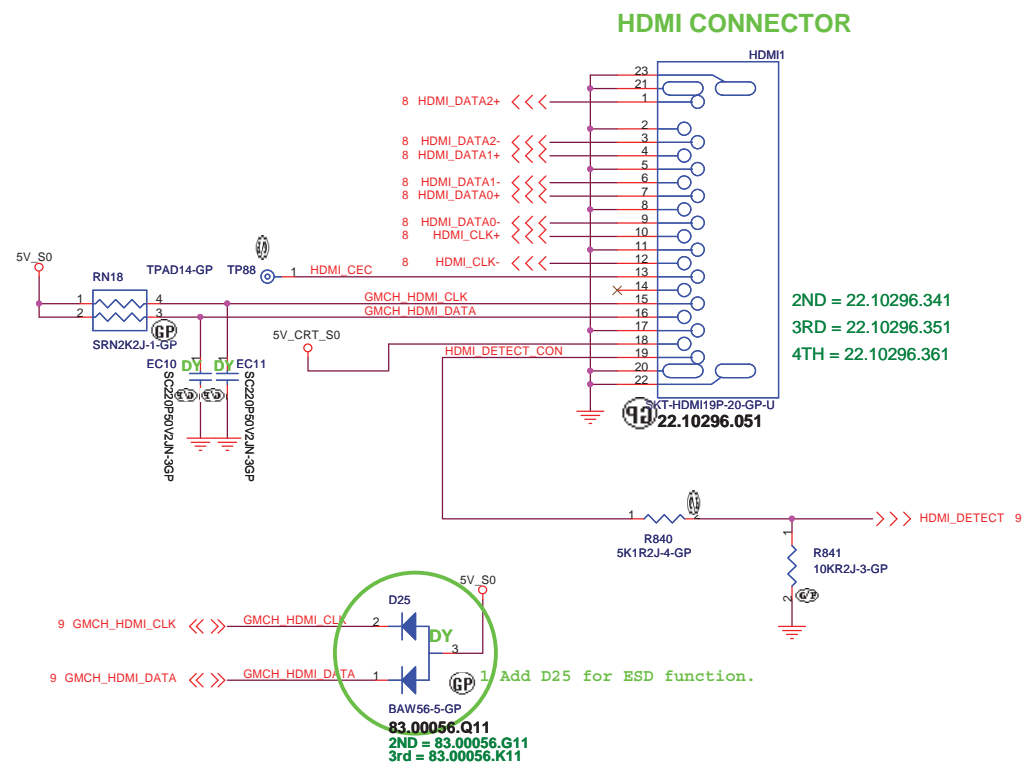 HDMI CONNECTOR
HDMI1
23
21
8 HDMI_DATA2+ 1
2
8 HDMI_DATA2- 3
8 HDMI_DATA1+ 4
5
8 HDMI_DATA1- 6
8 HDMI_DATA0+ 7
8
8 HDMI_DATA0- 9
8 HDMI_CLK+ 10
11
8 HDMI_CLK- 12
13
14
15
16
17
18
19
20
22
5V_S0
RN18
TPAD14-GP TP88 1 HDMI_CEC
1 4 GMCH_HDMI_CLK
2 3 GMCH_HDMI_DATA
GP
SRN2K2J-1-GP
5V_CRT_S0
HDMI_DETECT_CON
EC10 DY DY EC11
1 1
SC220P50V2JN-3GP
SC220P50V2JN-3GP
2ND = 22.10296.341
3RD = 22.10296.351
4TH = 22.10296.361
SKT-HDMI19P-20-GP-U
GP
22.10296.051
1 2
R840
5K1R2J-4-GP
HDMI_DETECT 9
1
R841
10KR2J-3-GP
2
5V_S0
D25
9 GMCH_HDMI_CLK GMCH_HDMI_CLK 2
DY
3
9 GMCH_HDMI_DATA GMCH_HDMI_DATA 1
GP
1 Add D25 for ESD function.
BAW56-5-GP
83.00056.Q11
2ND = 83.00056.G11
3rd = 83.00056.K11